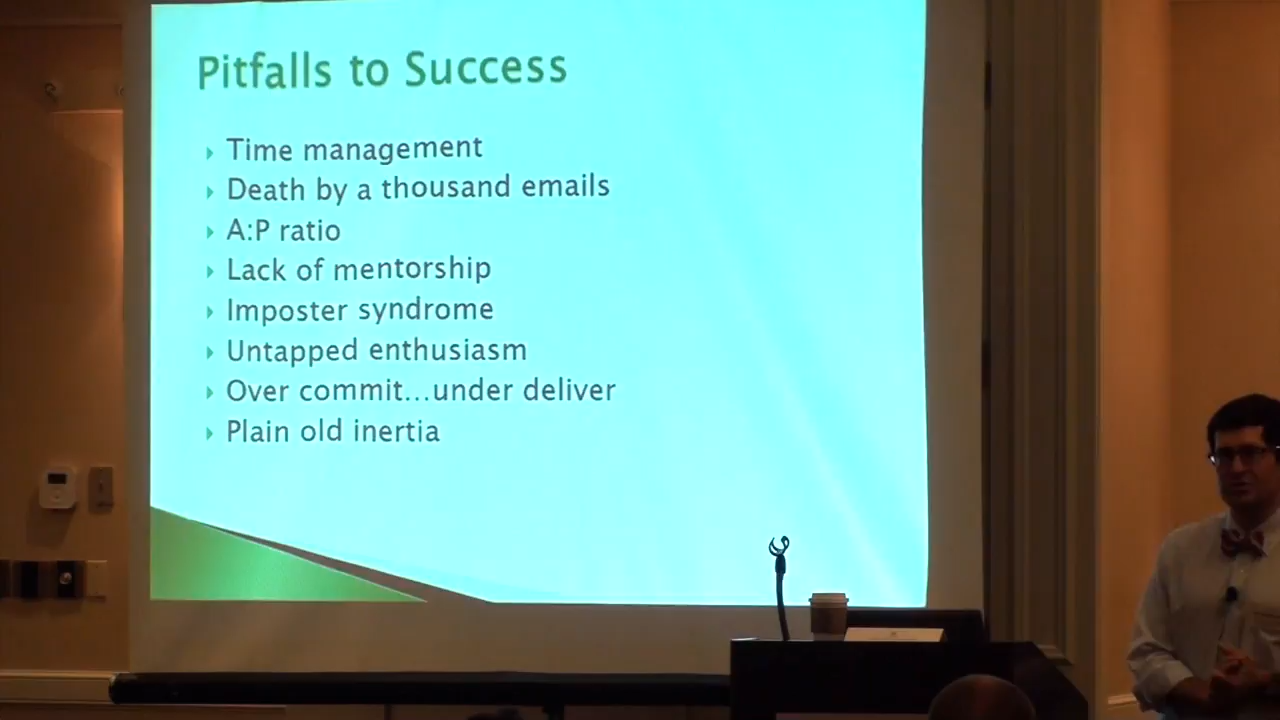 Pitfalls to Success
Time management
Death by a thousand emails
A:P ratio
Lack of mentorship
Imposter syndrome
Untapped enthusiasm
Over commit...under deliver
Plain old inertia